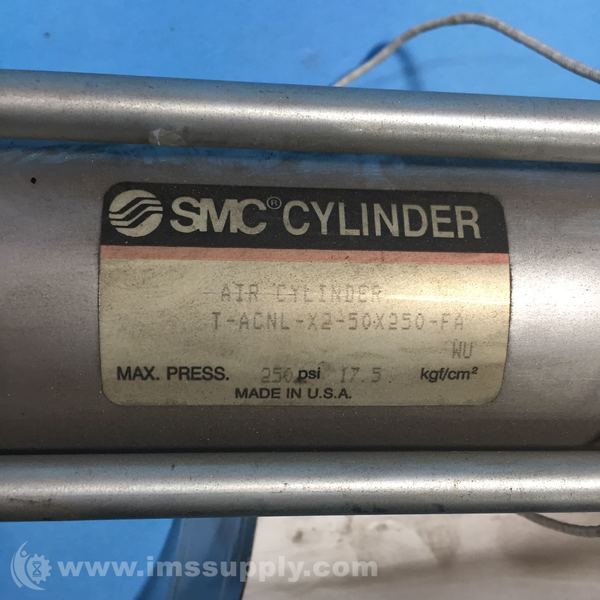 SMC® CYLINDER
AIR CYLINDER
T-ACNL-X2-50X250-FA
WU
MAX. PRESS. 250 psi 17.5 kgf/cm²
MADE IN U.S.A.
www.imssupply.com